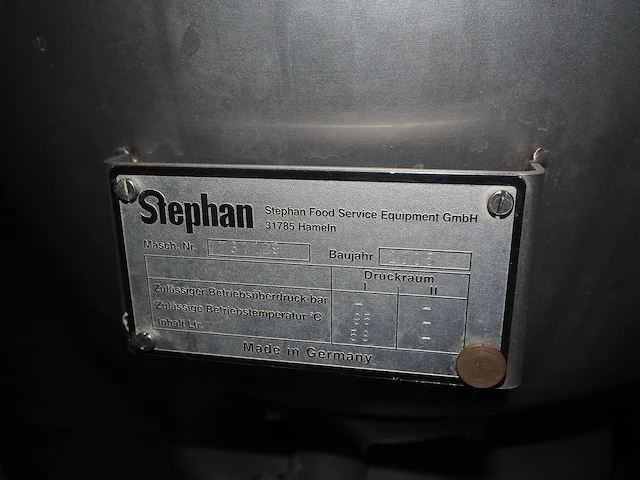 Stephan Stephan Food Service Equipment GmbH
31785 Hameln
Masch. Nr. Baujahr
Druckraum
I II
Zulässiger Betriebsüberdruck bar - -
Zulässige Betriebstemperatur °C 95 -
Inhalt Ltr. -
Made in Germany